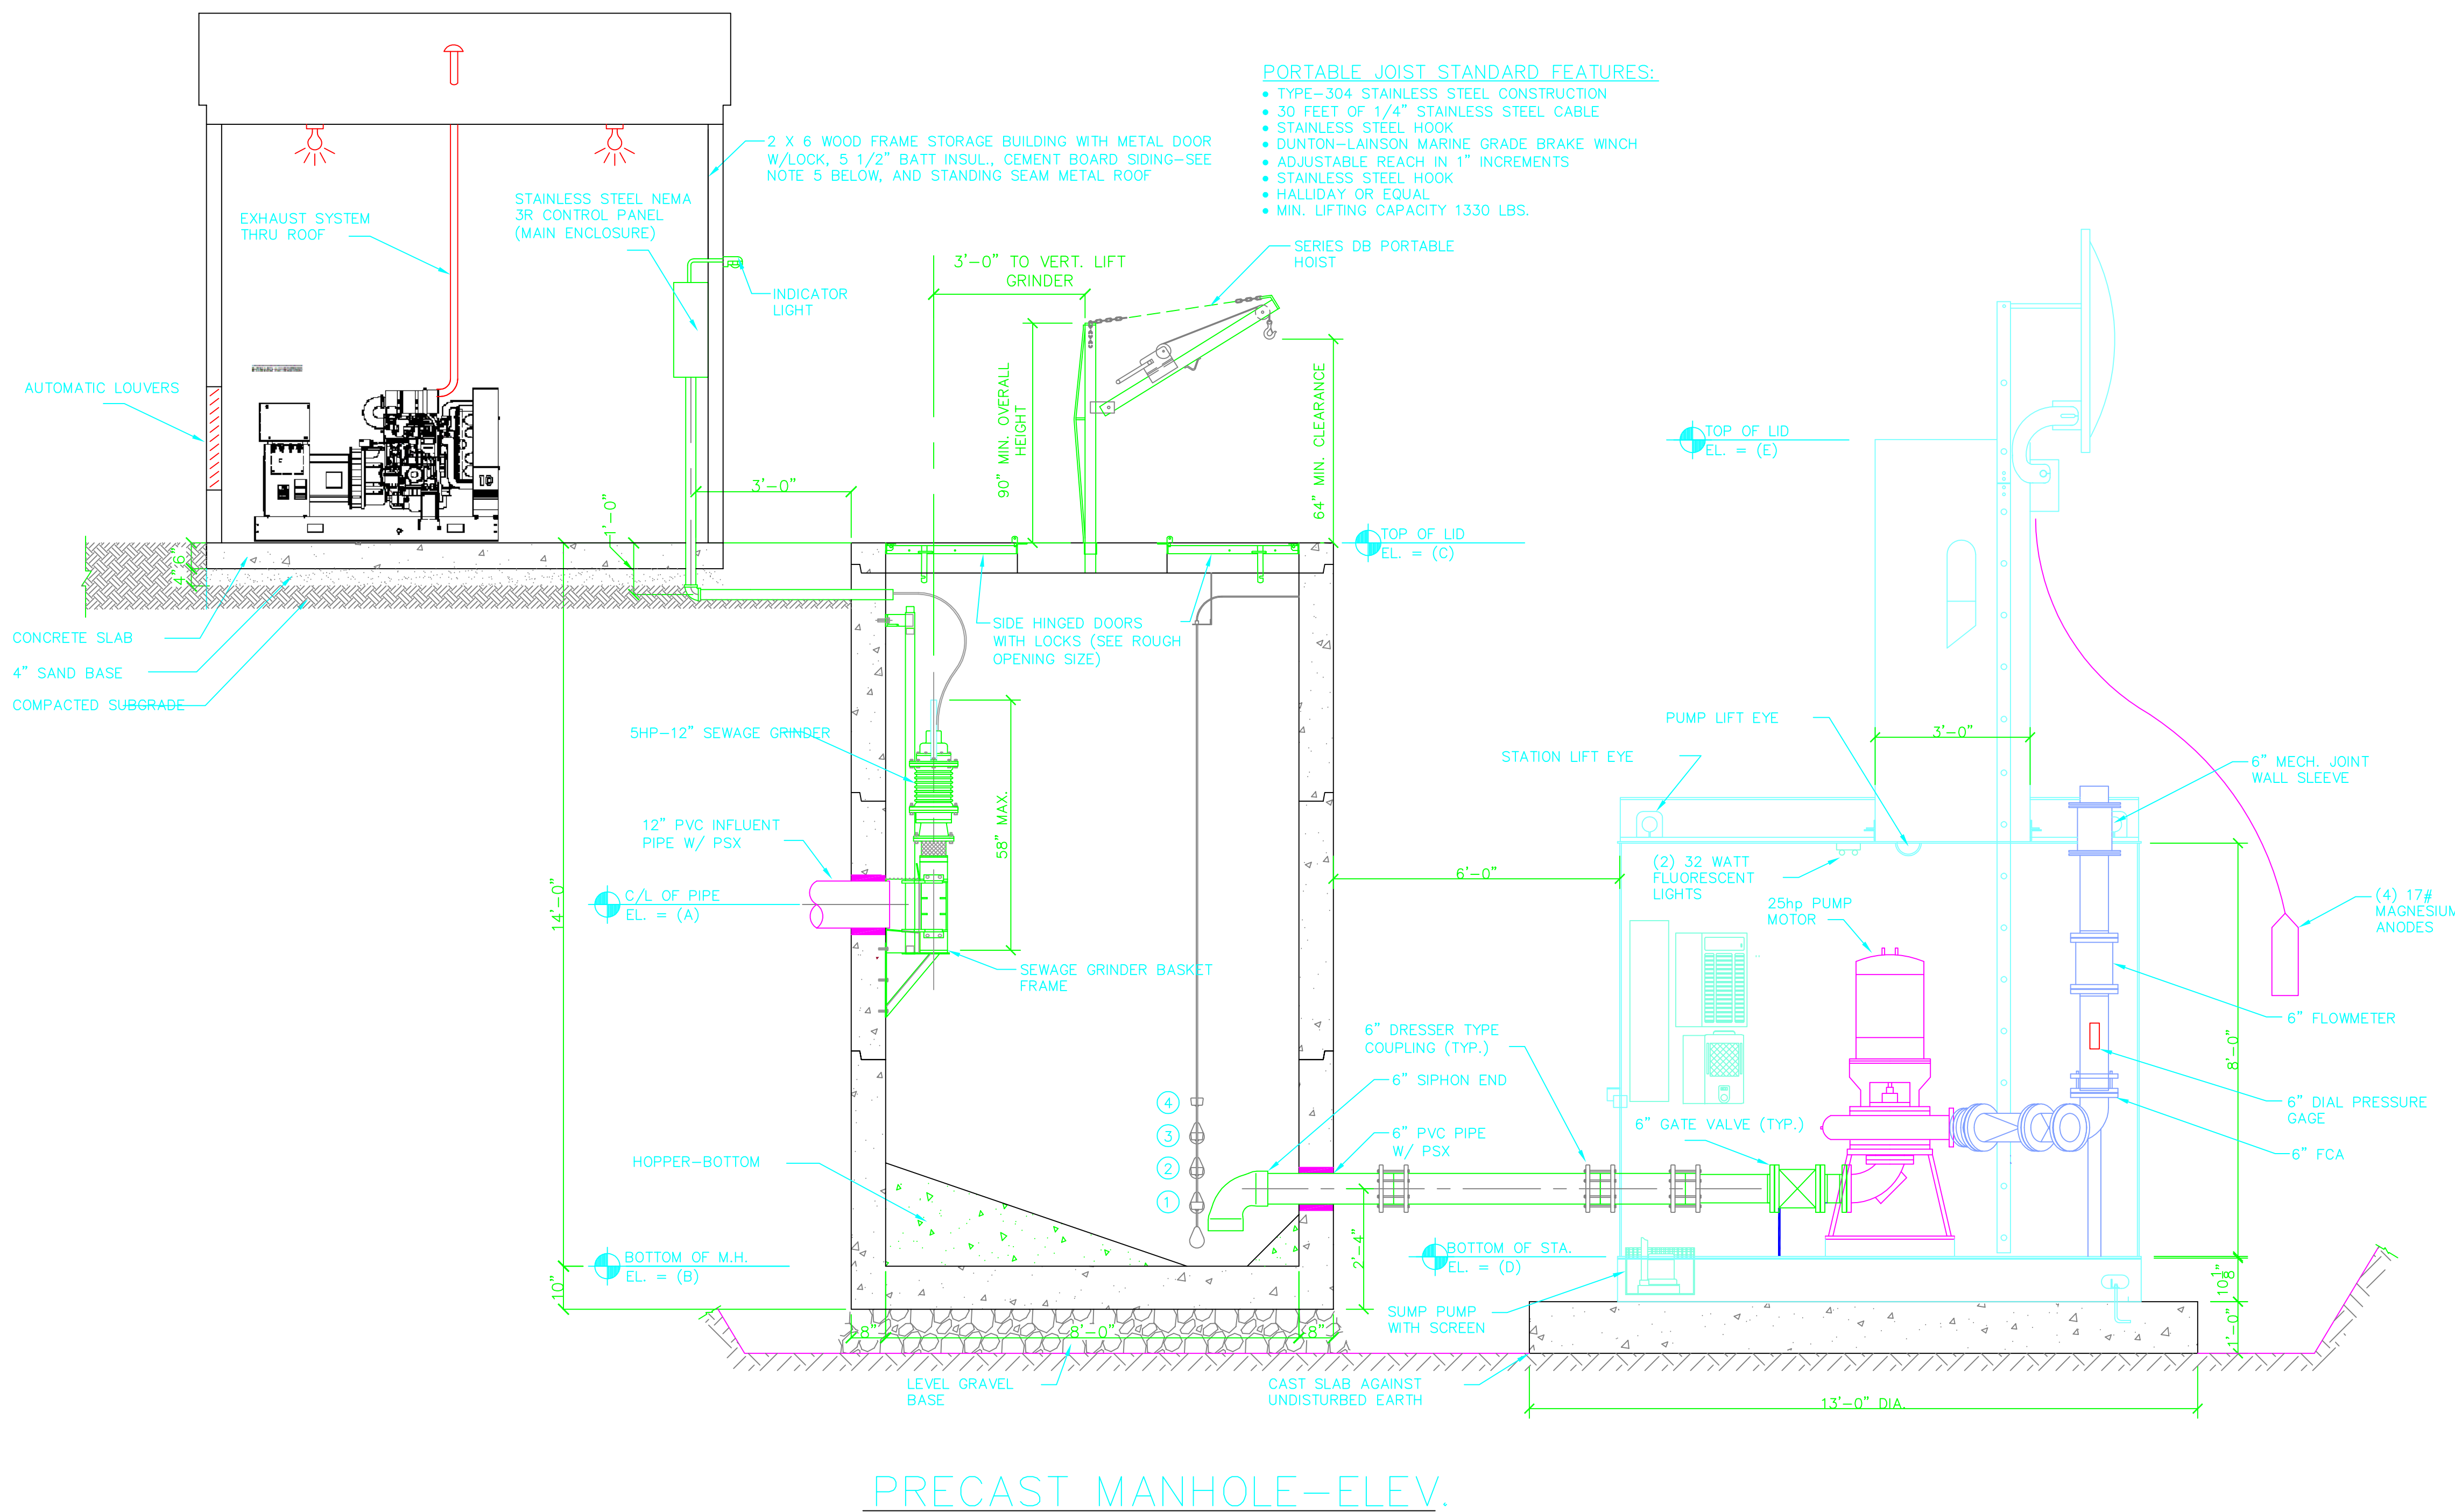 PORTABLE JOIST STANDARD FEATURES:
• TYPE-304 STAINLESS STEEL CONSTRUCTION
• 30 FEET OF 1/4" STAINLESS STEEL CABLE
• STAINLESS STEEL HOOK
• DUNTON-LAINSON MARINE GRADE BRAKE WINCH
• ADJUSTABLE REACH IN 1" INCREMENTS
• STAINLESS STEEL HOOK
• HALLIDAY OR EQUAL
• MIN. LIFTING CAPACITY 1330 LBS.
2 X 6 WOOD FRAME STORAGE BUILDING WITH METAL DOOR
W/LOCK, 5 1/2" BATT INSUL., CEMENT BOARD SIDING-SEE
NOTE 5 BELOW, AND STANDING SEAM METAL ROOF
STAINLESS STEEL NEMA
3R CONTROL PANEL
(MAIN ENCLOSURE)
EXHAUST SYSTEM
THRU ROOF
INDICATOR
LIGHT
3'-0" TO VERT. LIFT
GRINDER
SERIES DB PORTABLE
HOIST
AUTOMATIC LOUVERS
90" MIN. OVERALL
HEIGHT
64" MIN. CLEARANCE
TOP OF LID
EL. = (E)
3'-0"
1'-0"
TOP OF LID
EL. = (C)
6"
4"
CONCRETE SLAB
4" SAND BASE
COMPACTED SUBGRADE
SIDE HINGED DOORS
WITH LOCKS (SEE ROUGH
OPENING SIZE)
5HP-12" SEWAGE GRINDER
58" MAX.
PUMP LIFT EYE
STATION LIFT EYE
3'-0"
6" MECH. JOINT
WALL SLEEVE
12" PVC INFLUENT
PIPE W/ PSX
C/L OF PIPE
EL. = (A)
14'-0"
6'-0"
(2) 32 WATT
FLUORESCENT
LIGHTS
25hp PUMP
MOTOR
(4) 17#
MAGNESIUM
ANODES
SEWAGE GRINDER BASKET
FRAME
6" DRESSER TYPE
COUPLING (TYP.)
6" FLOWMETER
8'-0"
6" SIPHON END
6" GATE VALVE (TYP.)
6" DIAL PRESSURE
GAGE
4
3
2
1
6" PVC PIPE
W/ PSX
6" FCA
HOPPER-BOTTOM
BOTTOM OF M.H.
EL. = (B)
10"
2'-4"
BOTTOM OF STA.
EL. = (D)
10 1/8"
SUMP PUMP
WITH SCREEN
8"
8'-0"
8"
1'-0"
LEVEL GRAVEL
BASE
CAST SLAB AGAINST
UNDISTURBED EARTH
13'-0" DIA.
PRECAST MANHOLE-ELEV.